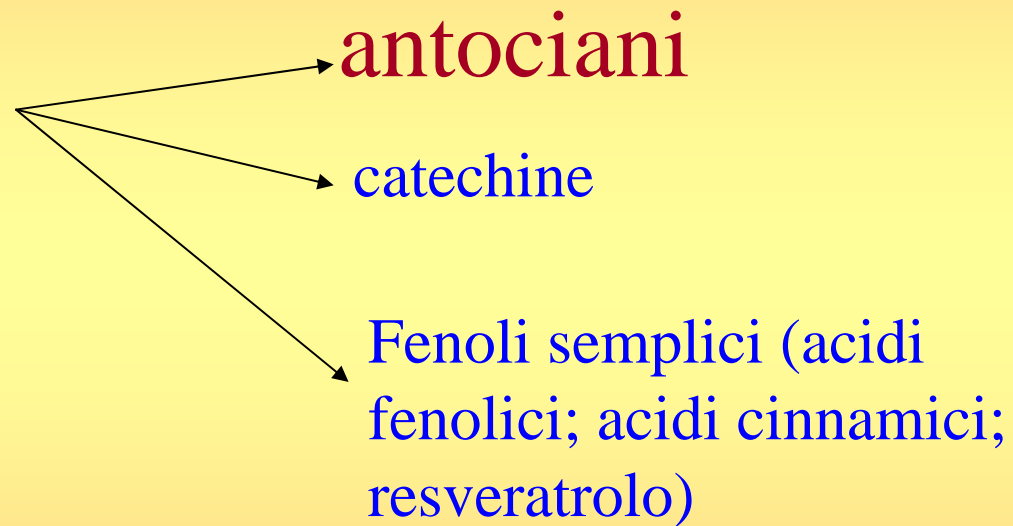 antociani
catechine
Fenoli semplici (acidi
fenolici; acidi cinnamici;
resveratrolo)